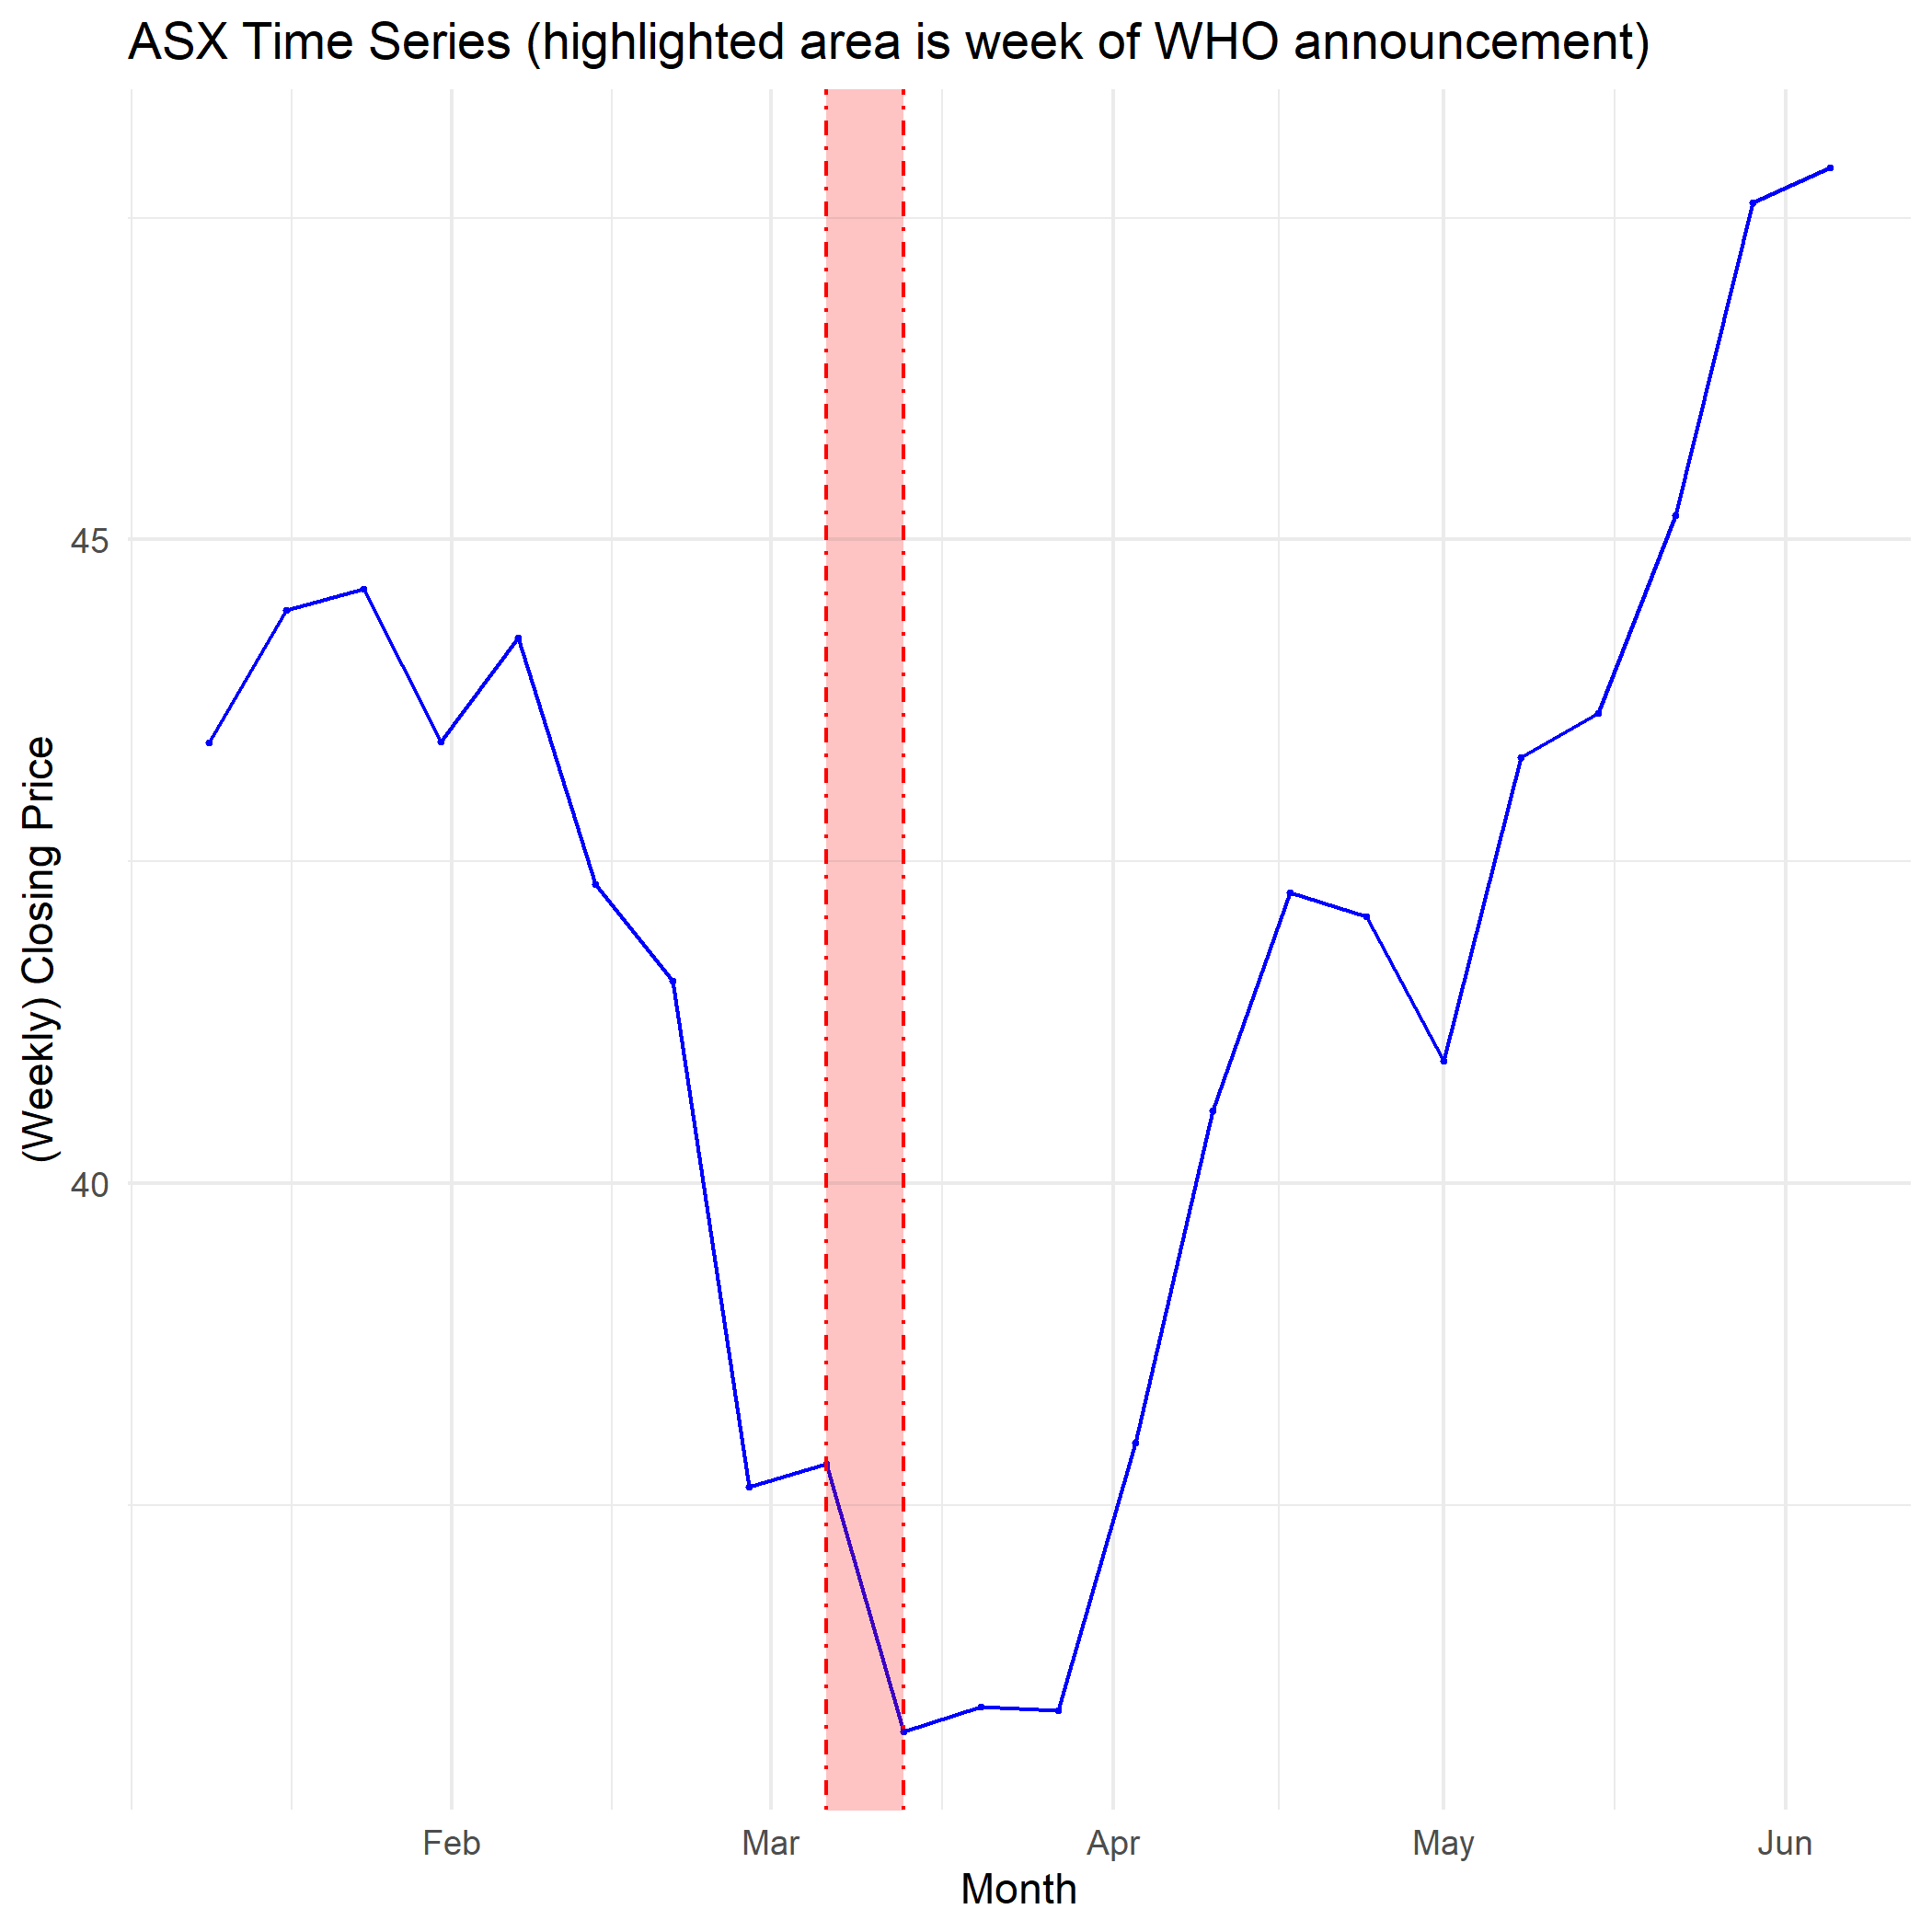 ASX Time Series (highlighted area is week of WHO announcement)
(Weekly) Closing Price
45
40
Feb Mar Apr May Jun
Month